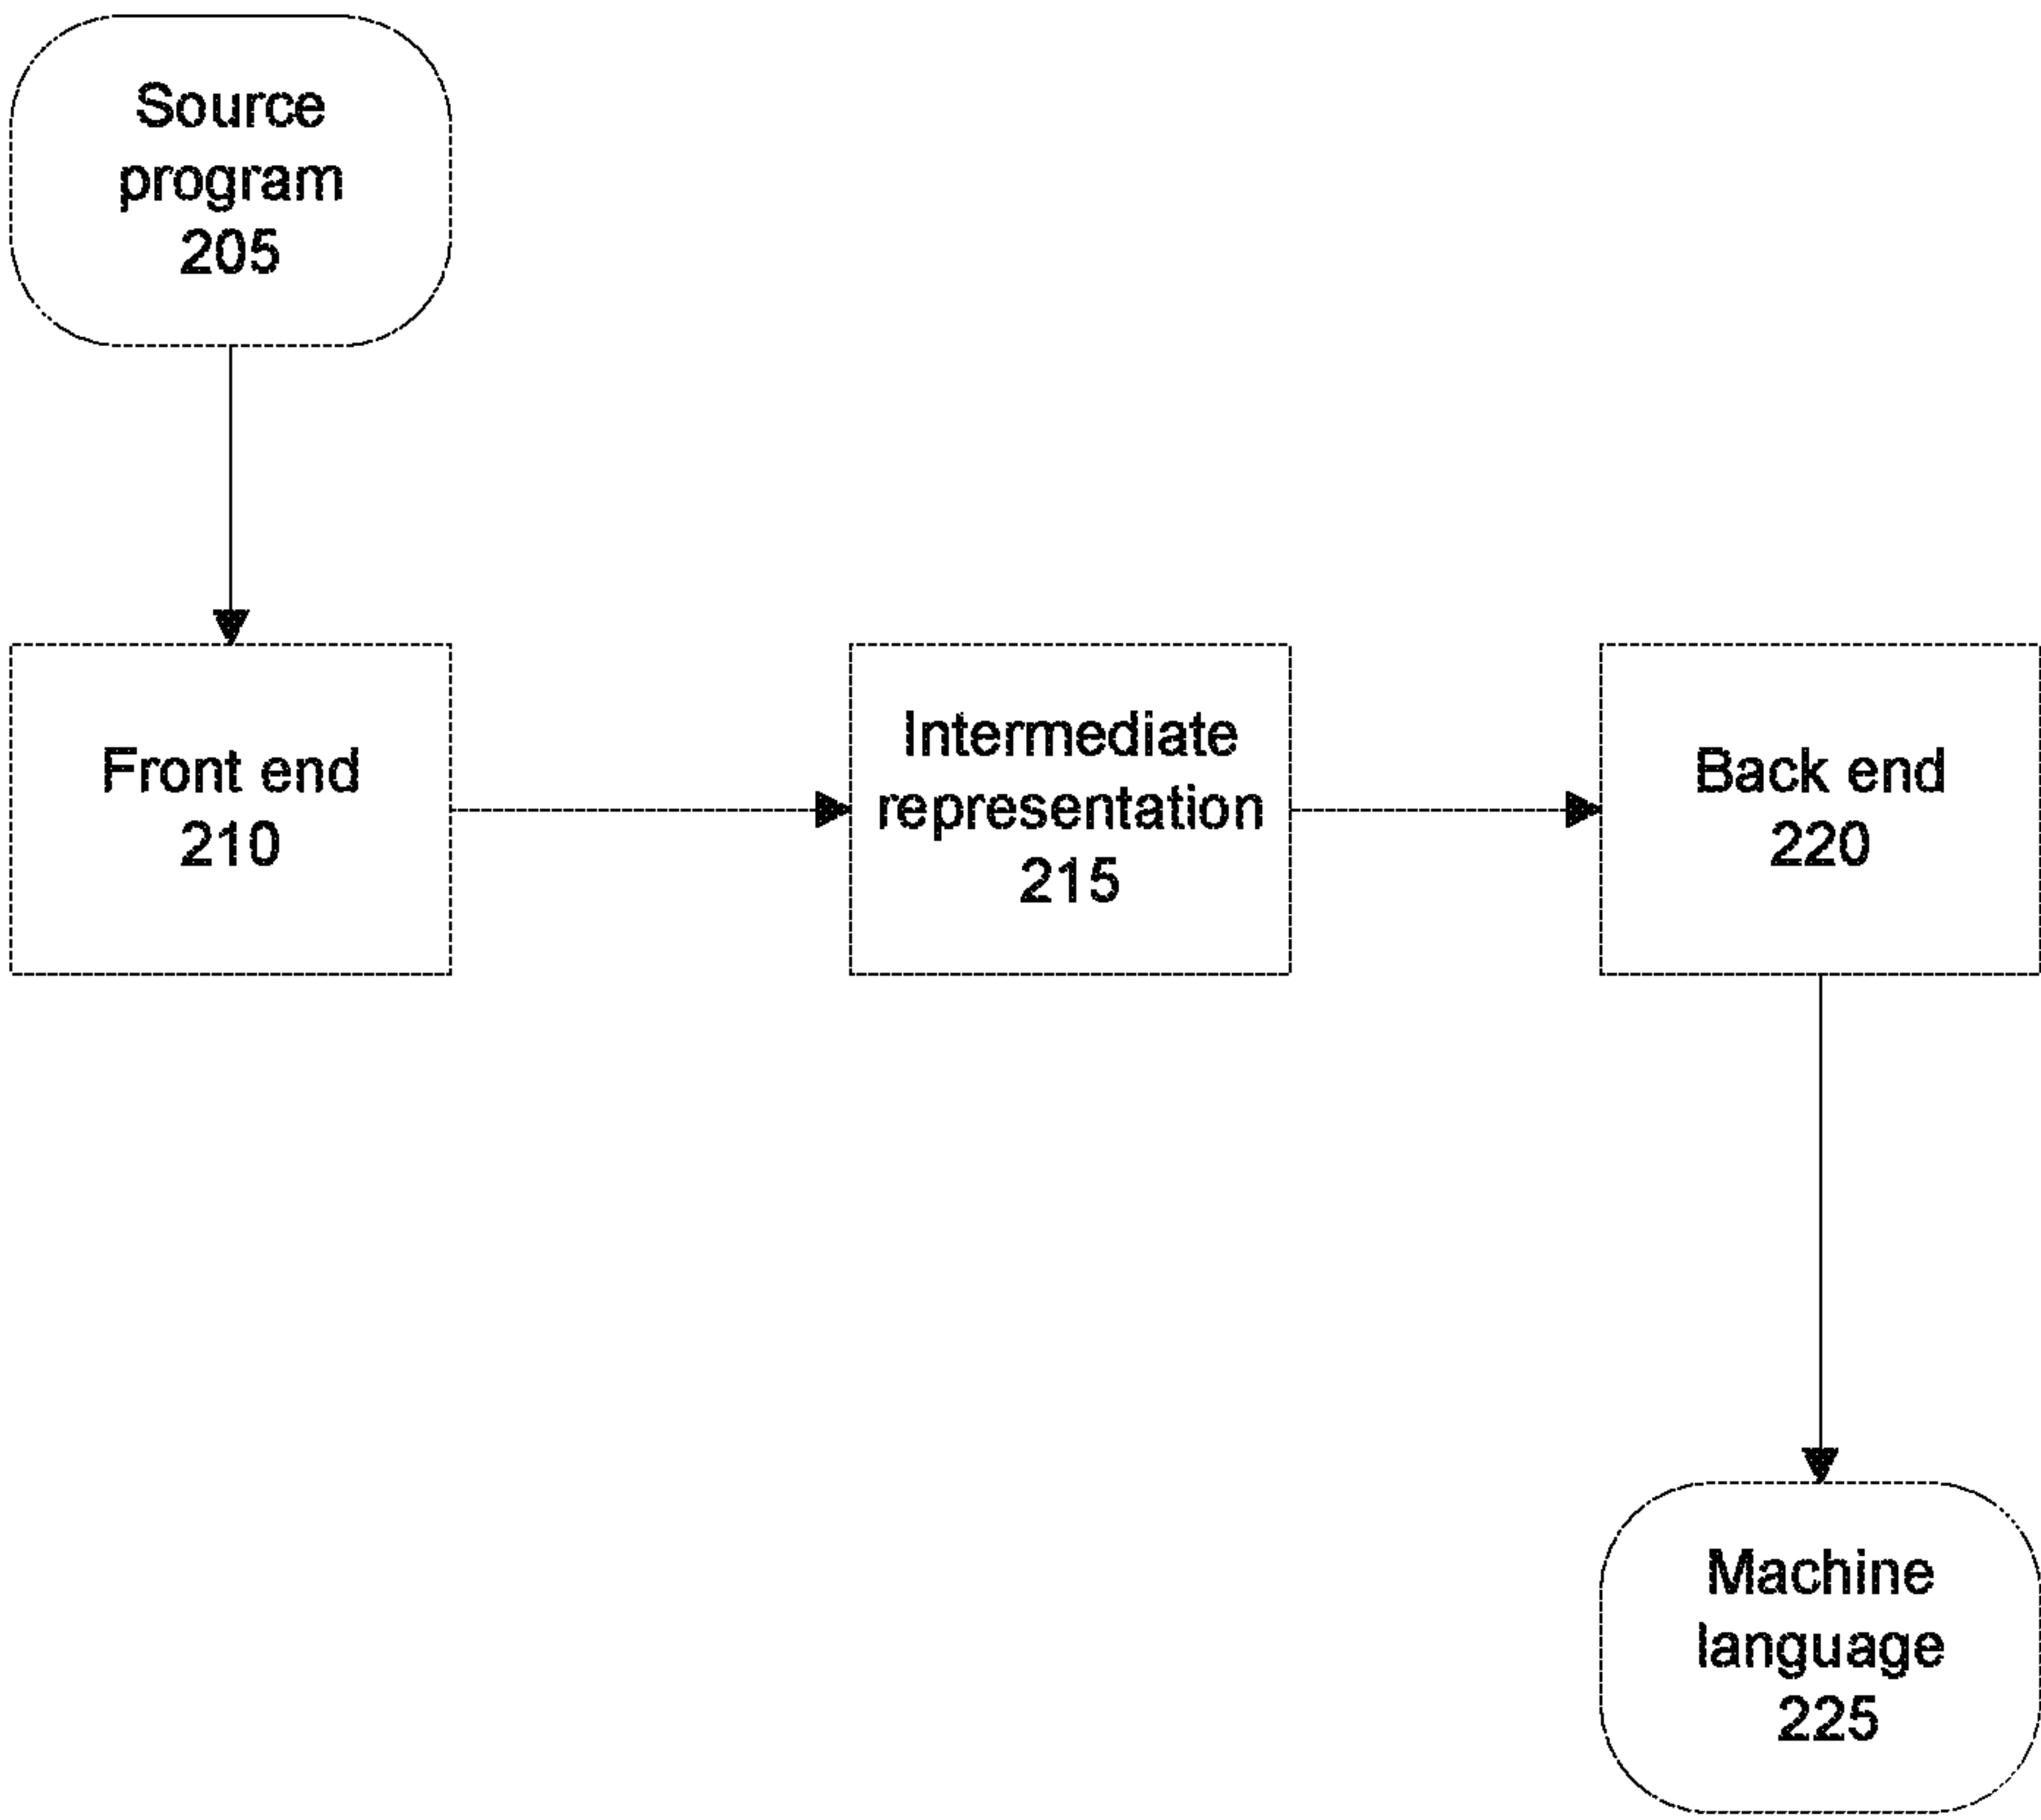 Source
program
205
Front end
210
Intermediate
representation
215
Back end
220
Machine
language
225